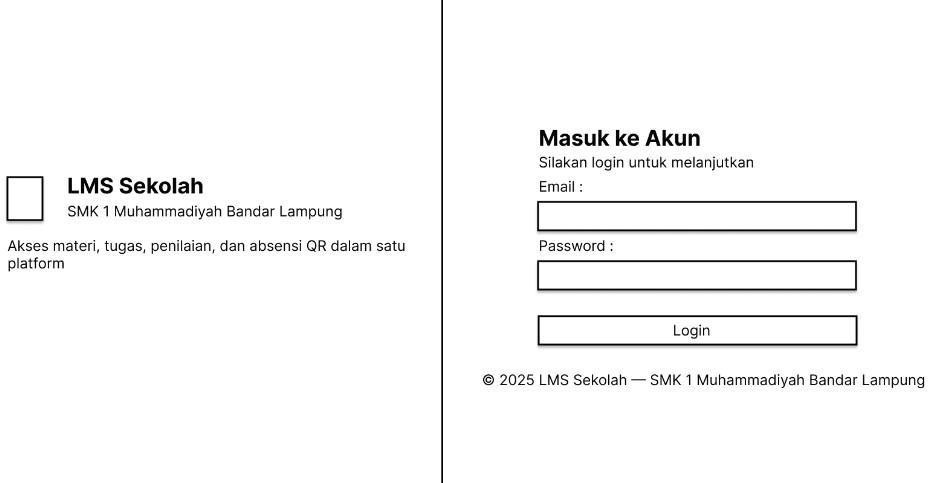 LMS Sekolah
SMK 1 Muhammadiyah Bandar Lampung
Akses materi, tugas, penilaian, dan absensi QR dalam satu
platform
Masuk ke Akun
Silakan login untuk melanjutkan
Email :
Password :
Login
© 2025 LMS Sekolah — SMK 1 Muhammadiyah Bandar Lampung